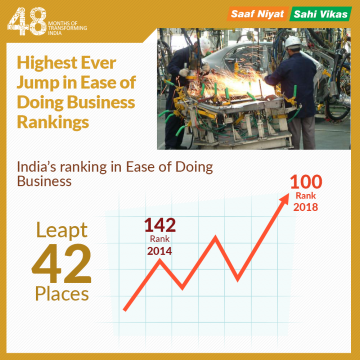 48 MONTHS OF
TRANSFORMING
INDIA
Saaf Niyat Sahi Vikas
Highest Ever
Jump in Ease of
Doing Business
Rankings
India's ranking in Ease of Doing
Business
100
Rank
2018
142
Rank
2014
Leapt
42
Places